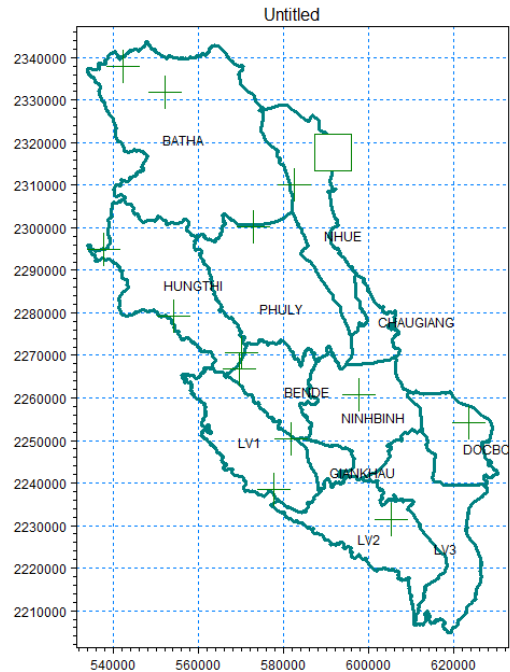 Untitled
2340000
2330000
BATHA
2320000
2310000
2300000
NHUE
2290000
HUNGTHI
2280000
PHULY
CHAUGIANG
2270000
2260000
BENDE
NINHBINH
2250000
LV1
DOCBO
2240000
GIANKHAU
2230000
LV2
LV3
2220000
2210000
540000 560000 580000 600000 620000